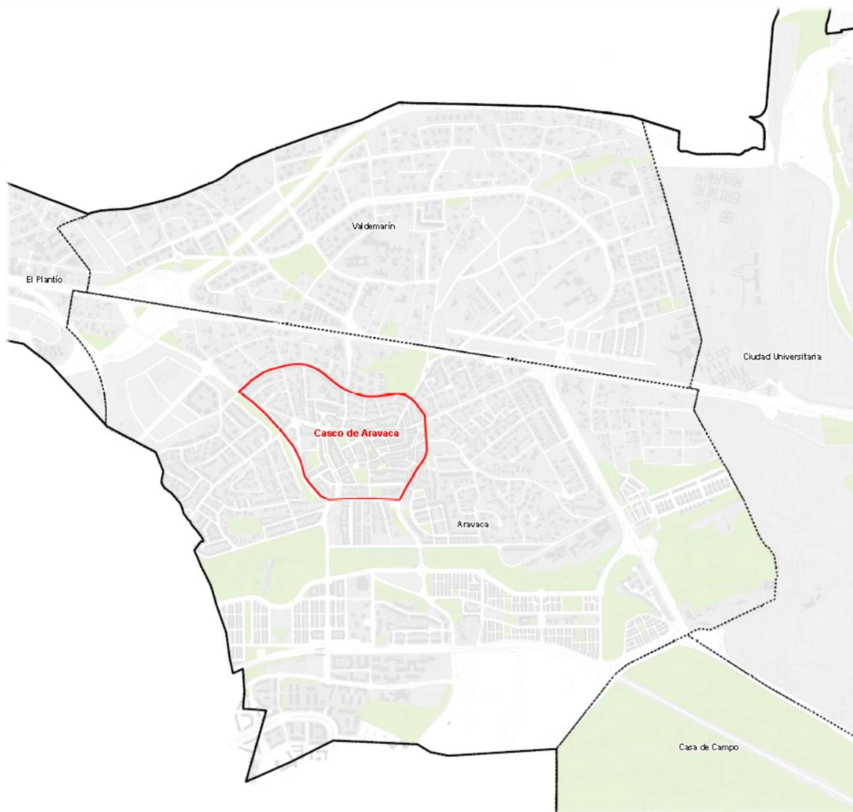 Valdemarín
El Plantío
Ciudad Universitaria
Casco de Aravaca
Aravaca
Casa de Campo